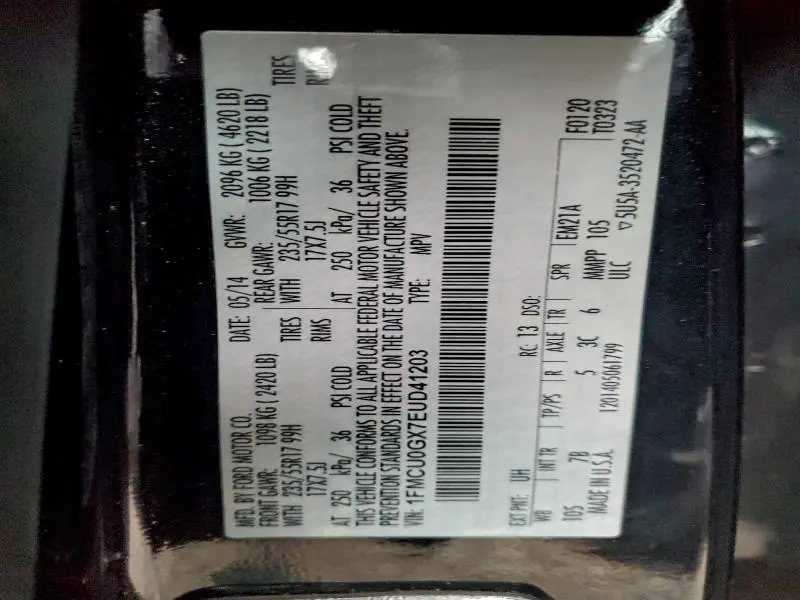 MFD. BY FORD MOTOR CO. DATE: 05/14 GVWR: 2096 KG ( 4620 LB)
FRONT GAWR: 1098 KG ( 2420 LB) REAR GAWR: 1006 KG ( 2218 LB)
WITH 235/55R17 99H TIRES WITH 235/55R17 99H TIRES
17X7.5J RIMS 17X7.5J
AT 250 kPa/ 36 PSI COLD AT 250 kPa/ 36 PSI COLD
THIS VEHICLE CONFORMS TO ALL APPLICABLE FEDERAL MOTOR VEHICLE SAFETY AND THEFT
PREVENTION STANDARDS IN EFFECT ON THE DATE OF MANUFACTURE SHOWN ABOVE.
VIN: 1FMCU0GX7EUD41203 TYPE: MPV
EXT PNT: UH RC: 13 DSO: F0120
WB INT TR TP/PS R AXLE TR SPR EM21A T0323
105 7B 5 3C 6 MMPP 105
MADE IN U.S.A. 1201405061799 ULC ▽5U5A-3520472-AA